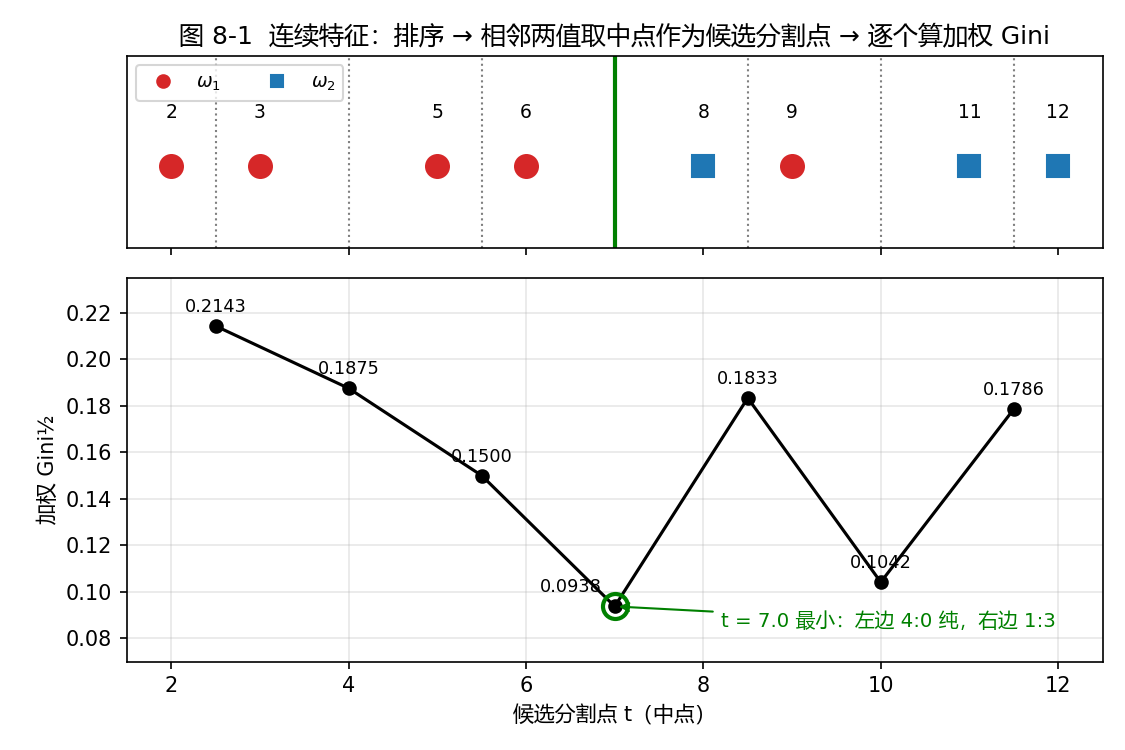 图 8-1 连续特征：排序 → 相邻两值取中点作为候选分割点 → 逐个算加权 Gini
ω₁ ω₂
2 3 5 6 8 9 11 12
加权 Gini½
0.22
0.20
0.18
0.16
0.14
0.12
0.10
0.08
0.2143
0.1875
0.1500
0.0938
0.1833
0.1042
0.1786
t = 7.0 最小：左边 4:0 纯，右边 1:3
2 4 6 8 10 12
候选分割点 t（中点）